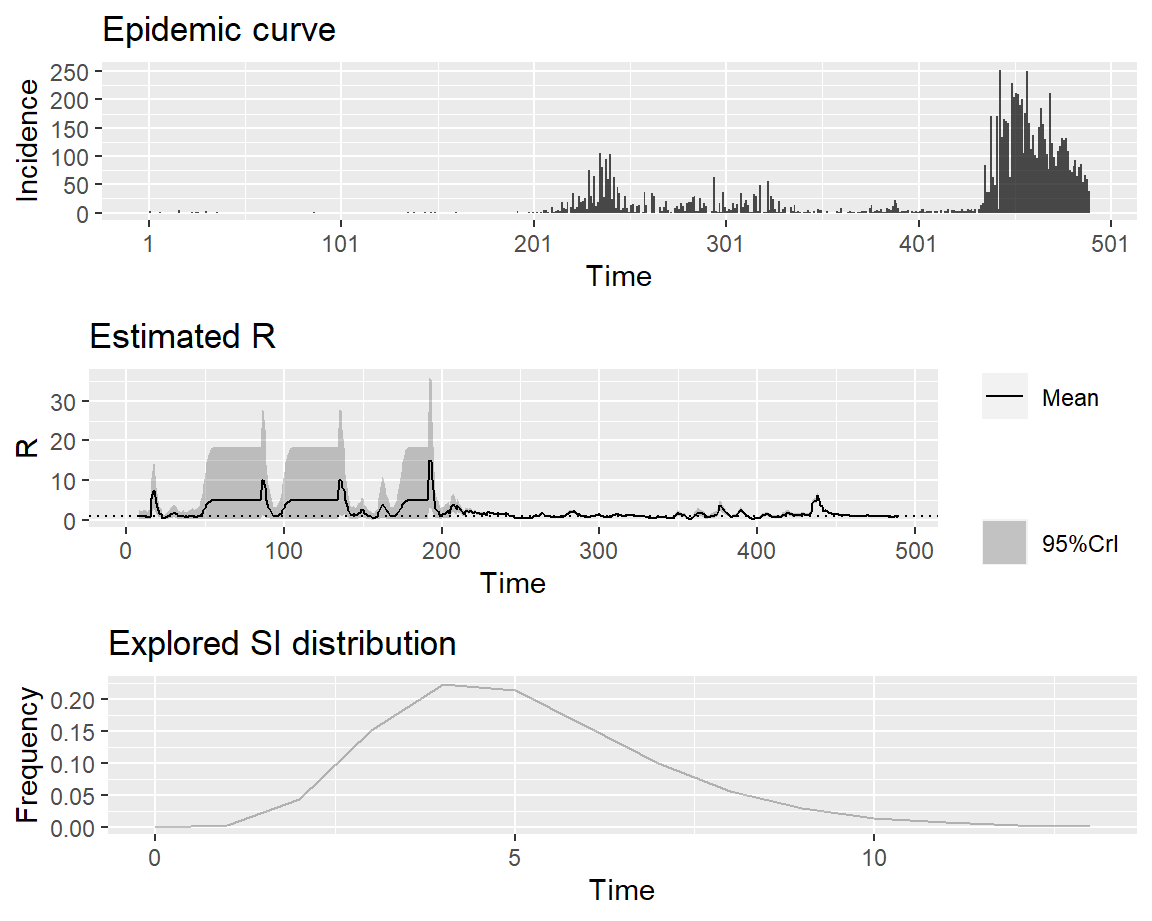 Epidemic curve
Incidence
250
200
150
100
50
0
1 101 201 301 401 501
Time
Estimated R
R
30
20
10
0
0 100 200 300 400 500
Time
Mean
95%CrI
Explored SI distribution
Frequency
0.20
0.15
0.10
0.05
0.00
0 5 10
Time